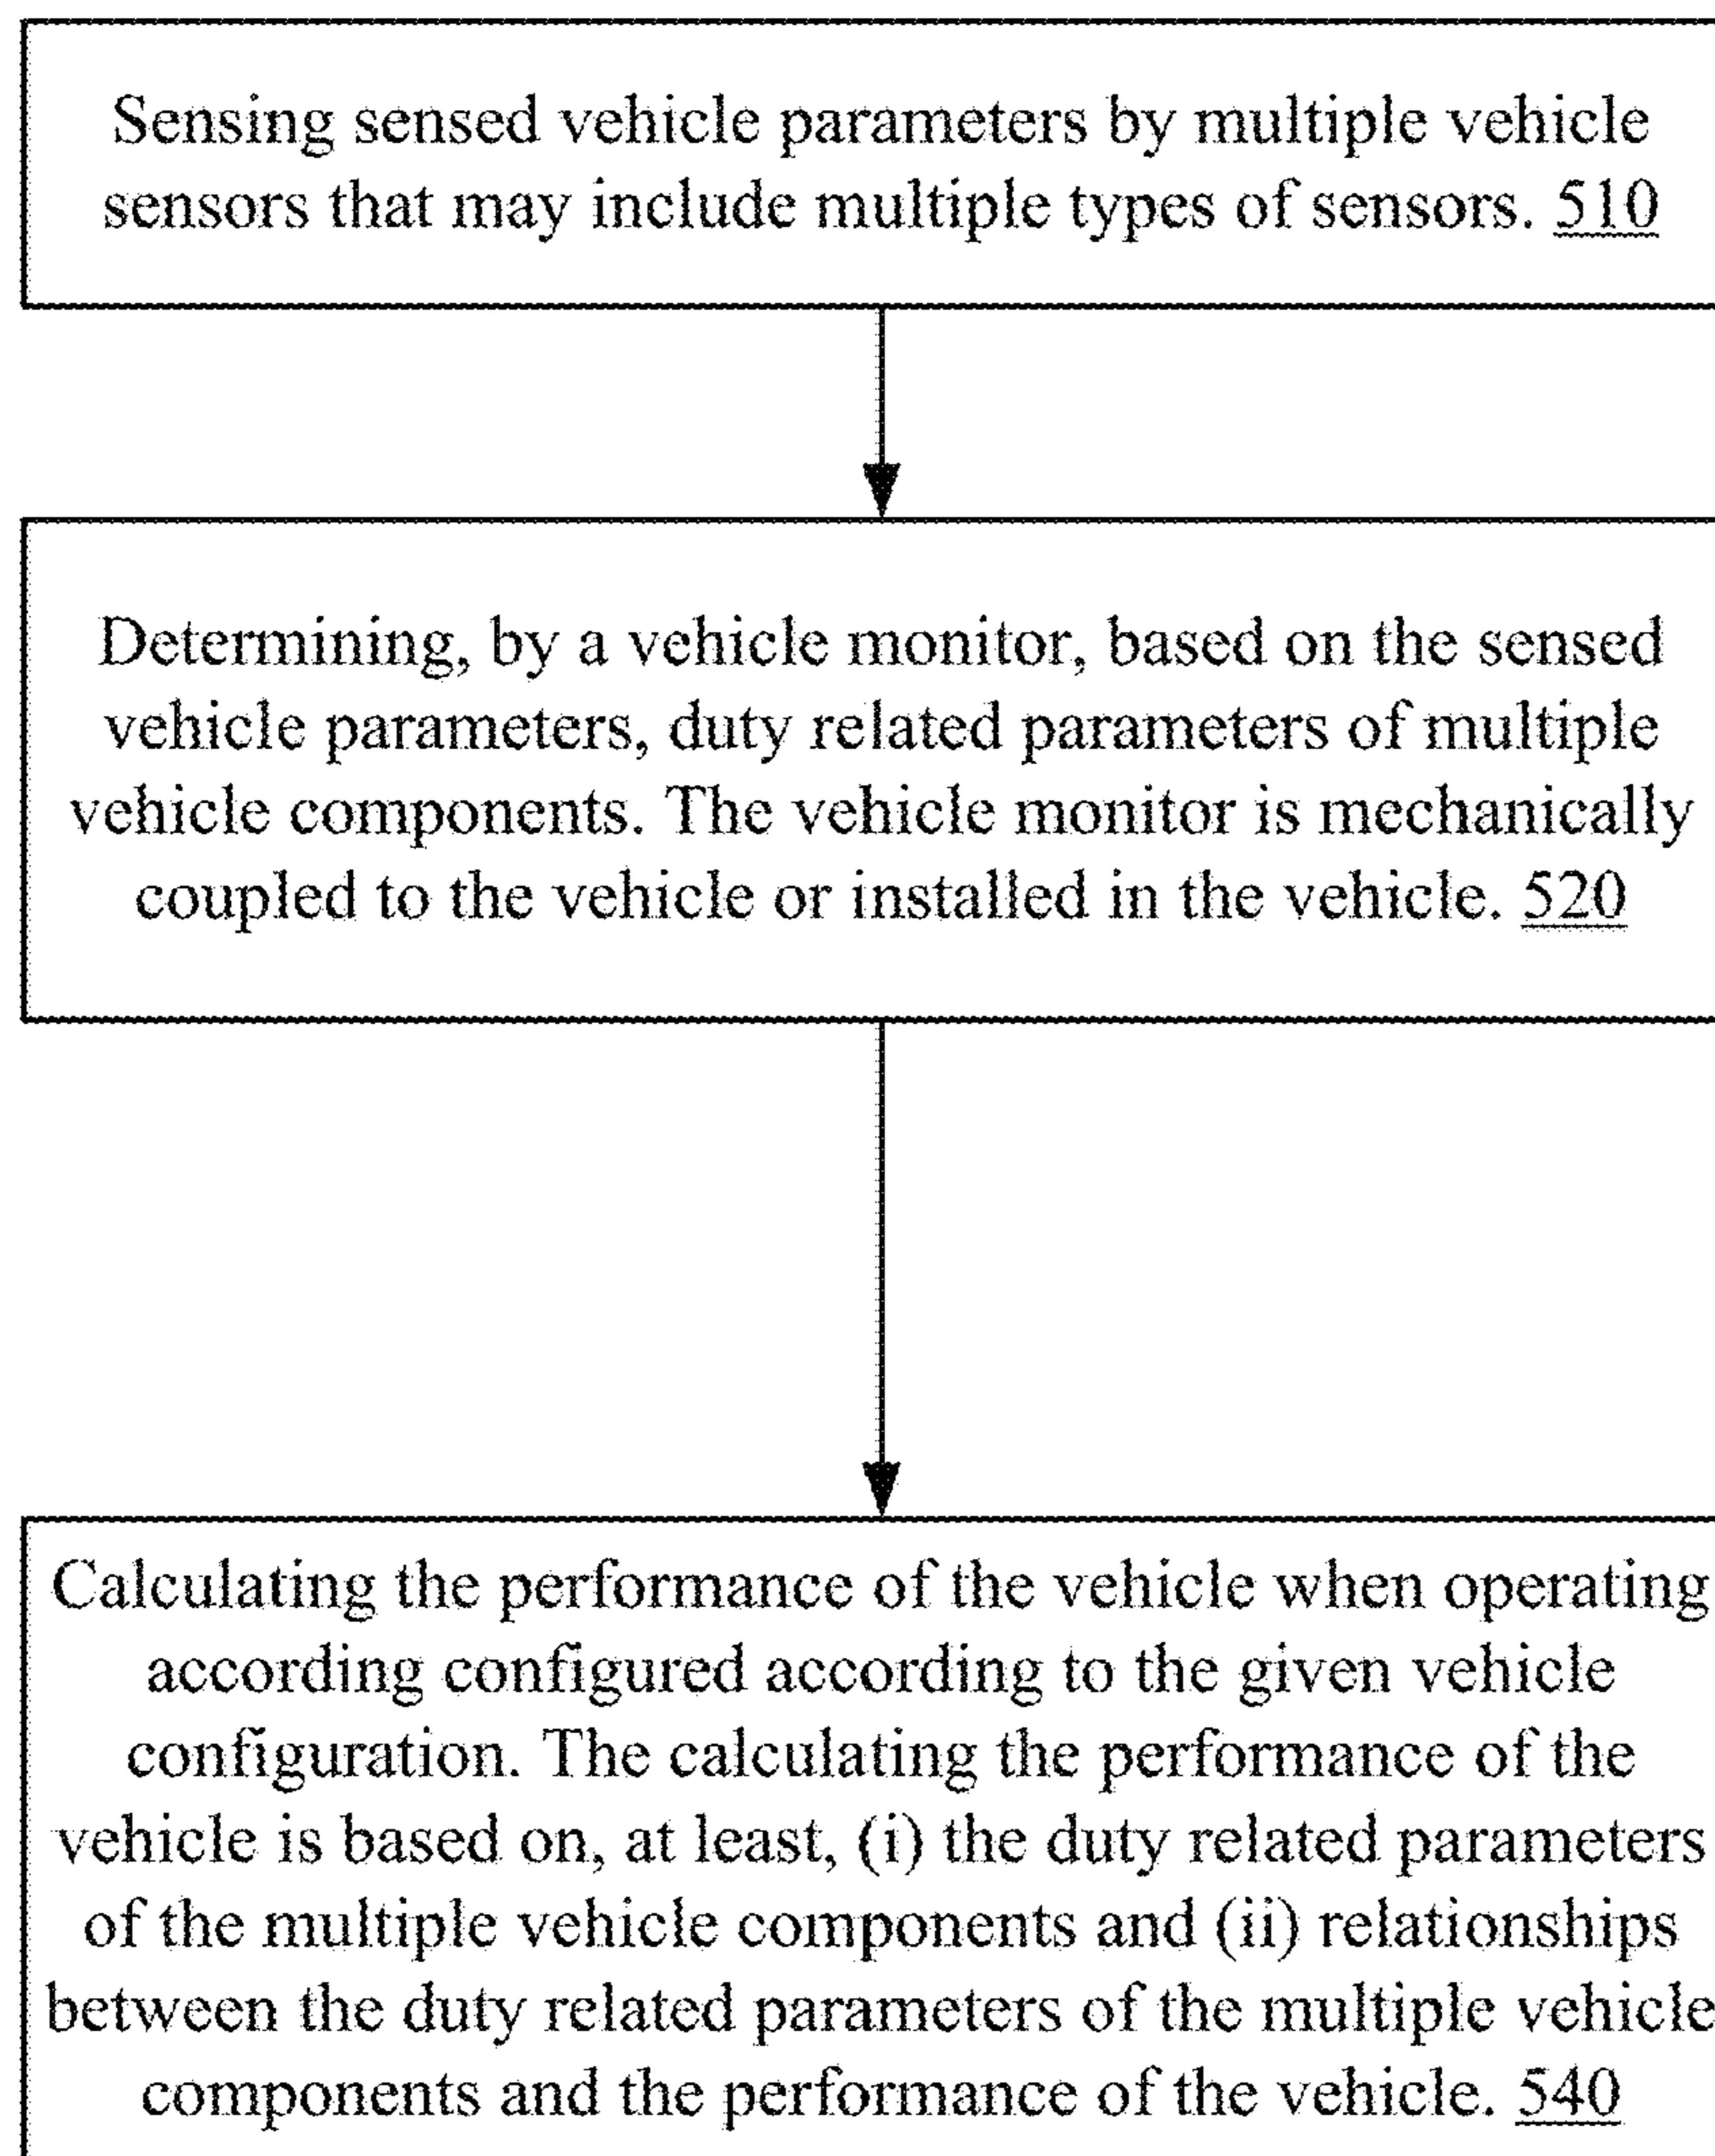 Sensing sensed vehicle parameters by multiple vehicle
sensors that may include multiple types of sensors. 510
Determining, by a vehicle monitor, based on the sensed
vehicle parameters, duty related parameters of multiple
vehicle components. The vehicle monitor is mechanically
coupled to the vehicle or installed in the vehicle. 520
Calculating the performance of the vehicle when operating
according configured according to the given vehicle
configuration. The calculating the performance of the
vehicle is based on, at least, (i) the duty related parameters
of the multiple vehicle components and (ii) relationships
between the duty related parameters of the multiple vehicle
components and the performance of the vehicle. 540